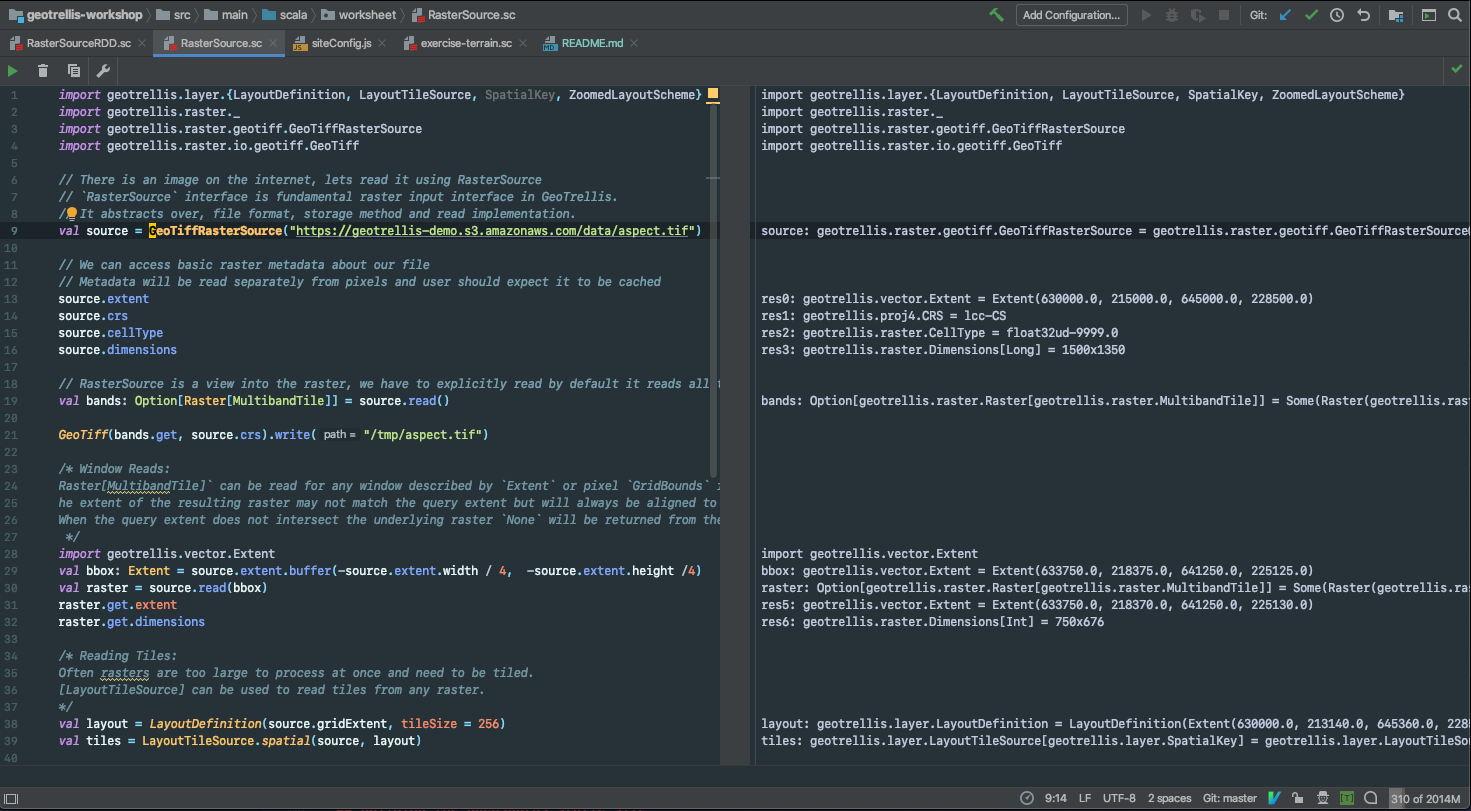 geotrellis-workshop
src
main
scala
worksheet
RasterSource.sc
Add Configuration...
Git:
RasterSourceRDD.sc
RasterSource.sc
siteConfig.js
exercise-terrain.sc
README.md
1 import geotrellis.layer.{LayoutDefinition, LayoutTileSource, SpatialKey, ZoomedLayoutScheme}
2 import geotrellis.raster._
3 import geotrellis.raster.geotiff.GeoTiffRasterSource
4 import geotrellis.raster.io.geotiff.GeoTiff
5
6 // There is an image on the internet, lets read it using RasterSource
7 // `RasterSource` interface is fundamental raster input interface in GeoTrellis.
8 / It abstracts over, file format, storage method and read implementation.
9 val source = GeoTiffRasterSource("https://geotrellis-demo.s3.amazonaws.com/data/aspect.tif")
10
11 // We can access basic raster metadata about our file
12 // Metadata will be read separately from pixels and user should expect it to be cached
13 source.extent
14 source.crs
15 source.cellType
16 source.dimensions
17
18 // RasterSource is a view into the raster, we have to explicitly read by default it reads all
19 val bands: Option[Raster[MultibandTile]] = source.read()
20
21 GeoTiff(bands.get, source.crs).write( path = "/tmp/aspect.tif")
22
23 /* Window Reads:
24 Raster[MultibandTile]` can be read for any window described by `Extent` or pixel `GridBounds`
25 he extent of the resulting raster may not match the query extent but will always be aligned to
26 When the query extent does not intersect the underlying raster `None` will be returned from the
27 */
28 import geotrellis.vector.Extent
29 val bbox: Extent = source.extent.buffer(-source.extent.width / 4, -source.extent.height /4)
30 val raster = source.read(bbox)
31 raster.get.extent
32 raster.get.dimensions
33
34 /* Reading Tiles:
35 Often rasters are too large to process at once and need to be tiled.
36 [LayoutTileSource] can be used to read tiles from any raster.
37 */
38 val layout = LayoutDefinition(source.gridExtent, tileSize = 256)
39 val tiles = LayoutTileSource.spatial(source, layout)
40
import geotrellis.layer.{LayoutDefinition, LayoutTileSource, SpatialKey, ZoomedLayoutScheme}
import geotrellis.raster._
import geotrellis.raster.geotiff.GeoTiffRasterSource
import geotrellis.raster.io.geotiff.GeoTiff
source: geotrellis.raster.geotiff.GeoTiffRasterSource = geotrellis.raster.geotiff.GeoTiffRasterSource(
res0: geotrellis.vector.Extent = Extent(630000.0, 215000.0, 645000.0, 228500.0)
res1: geotrellis.proj4.CRS = lcc-CS
res2: geotrellis.raster.CellType = float32ud-9999.0
res3: geotrellis.raster.Dimensions[Long] = 1500x1350
bands: Option[geotrellis.raster.Raster[geotrellis.raster.MultibandTile]] = Some(Raster(geotrellis.ras
import geotrellis.vector.Extent
bbox: geotrellis.vector.Extent = Extent(633750.0, 218375.0, 641250.0, 225125.0)
raster: Option[geotrellis.raster.Raster[geotrellis.raster.MultibandTile]] = Some(Raster(geotrellis.ra
res5: geotrellis.vector.Extent = Extent(633750.0, 218370.0, 641250.0, 225130.0)
res6: geotrellis.raster.Dimensions[Int] = 750x676
layout: geotrellis.layer.LayoutDefinition = LayoutDefinition(Extent(630000.0, 213140.0, 645360.0, 228
tiles: geotrellis.layer.LayoutTileSource[geotrellis.layer.SpatialKey] = geotrellis.layer.LayoutTileSo
9:14 LF UTF-8 2 spaces Git: master 310 of 2014M